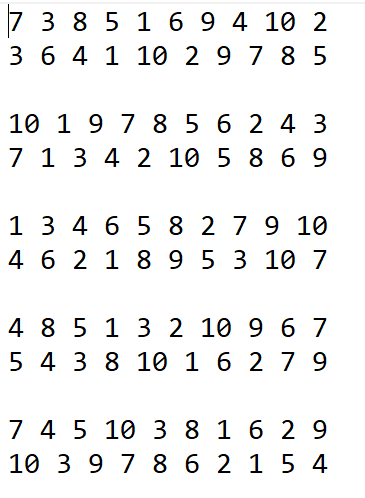 7 3 8 5 1 6 9 4 10 2
3 6 4 1 10 2 9 7 8 5
10 1 9 7 8 5 6 2 4 3
7 1 3 4 2 10 5 8 6 9
1 3 4 6 5 8 2 7 9 10
4 6 2 1 8 9 5 3 10 7
4 8 5 1 3 2 10 9 6 7
5 4 3 8 10 1 6 2 7 9
7 4 5 10 3 8 1 6 2 9
10 3 9 7 8 6 2 1 5 4